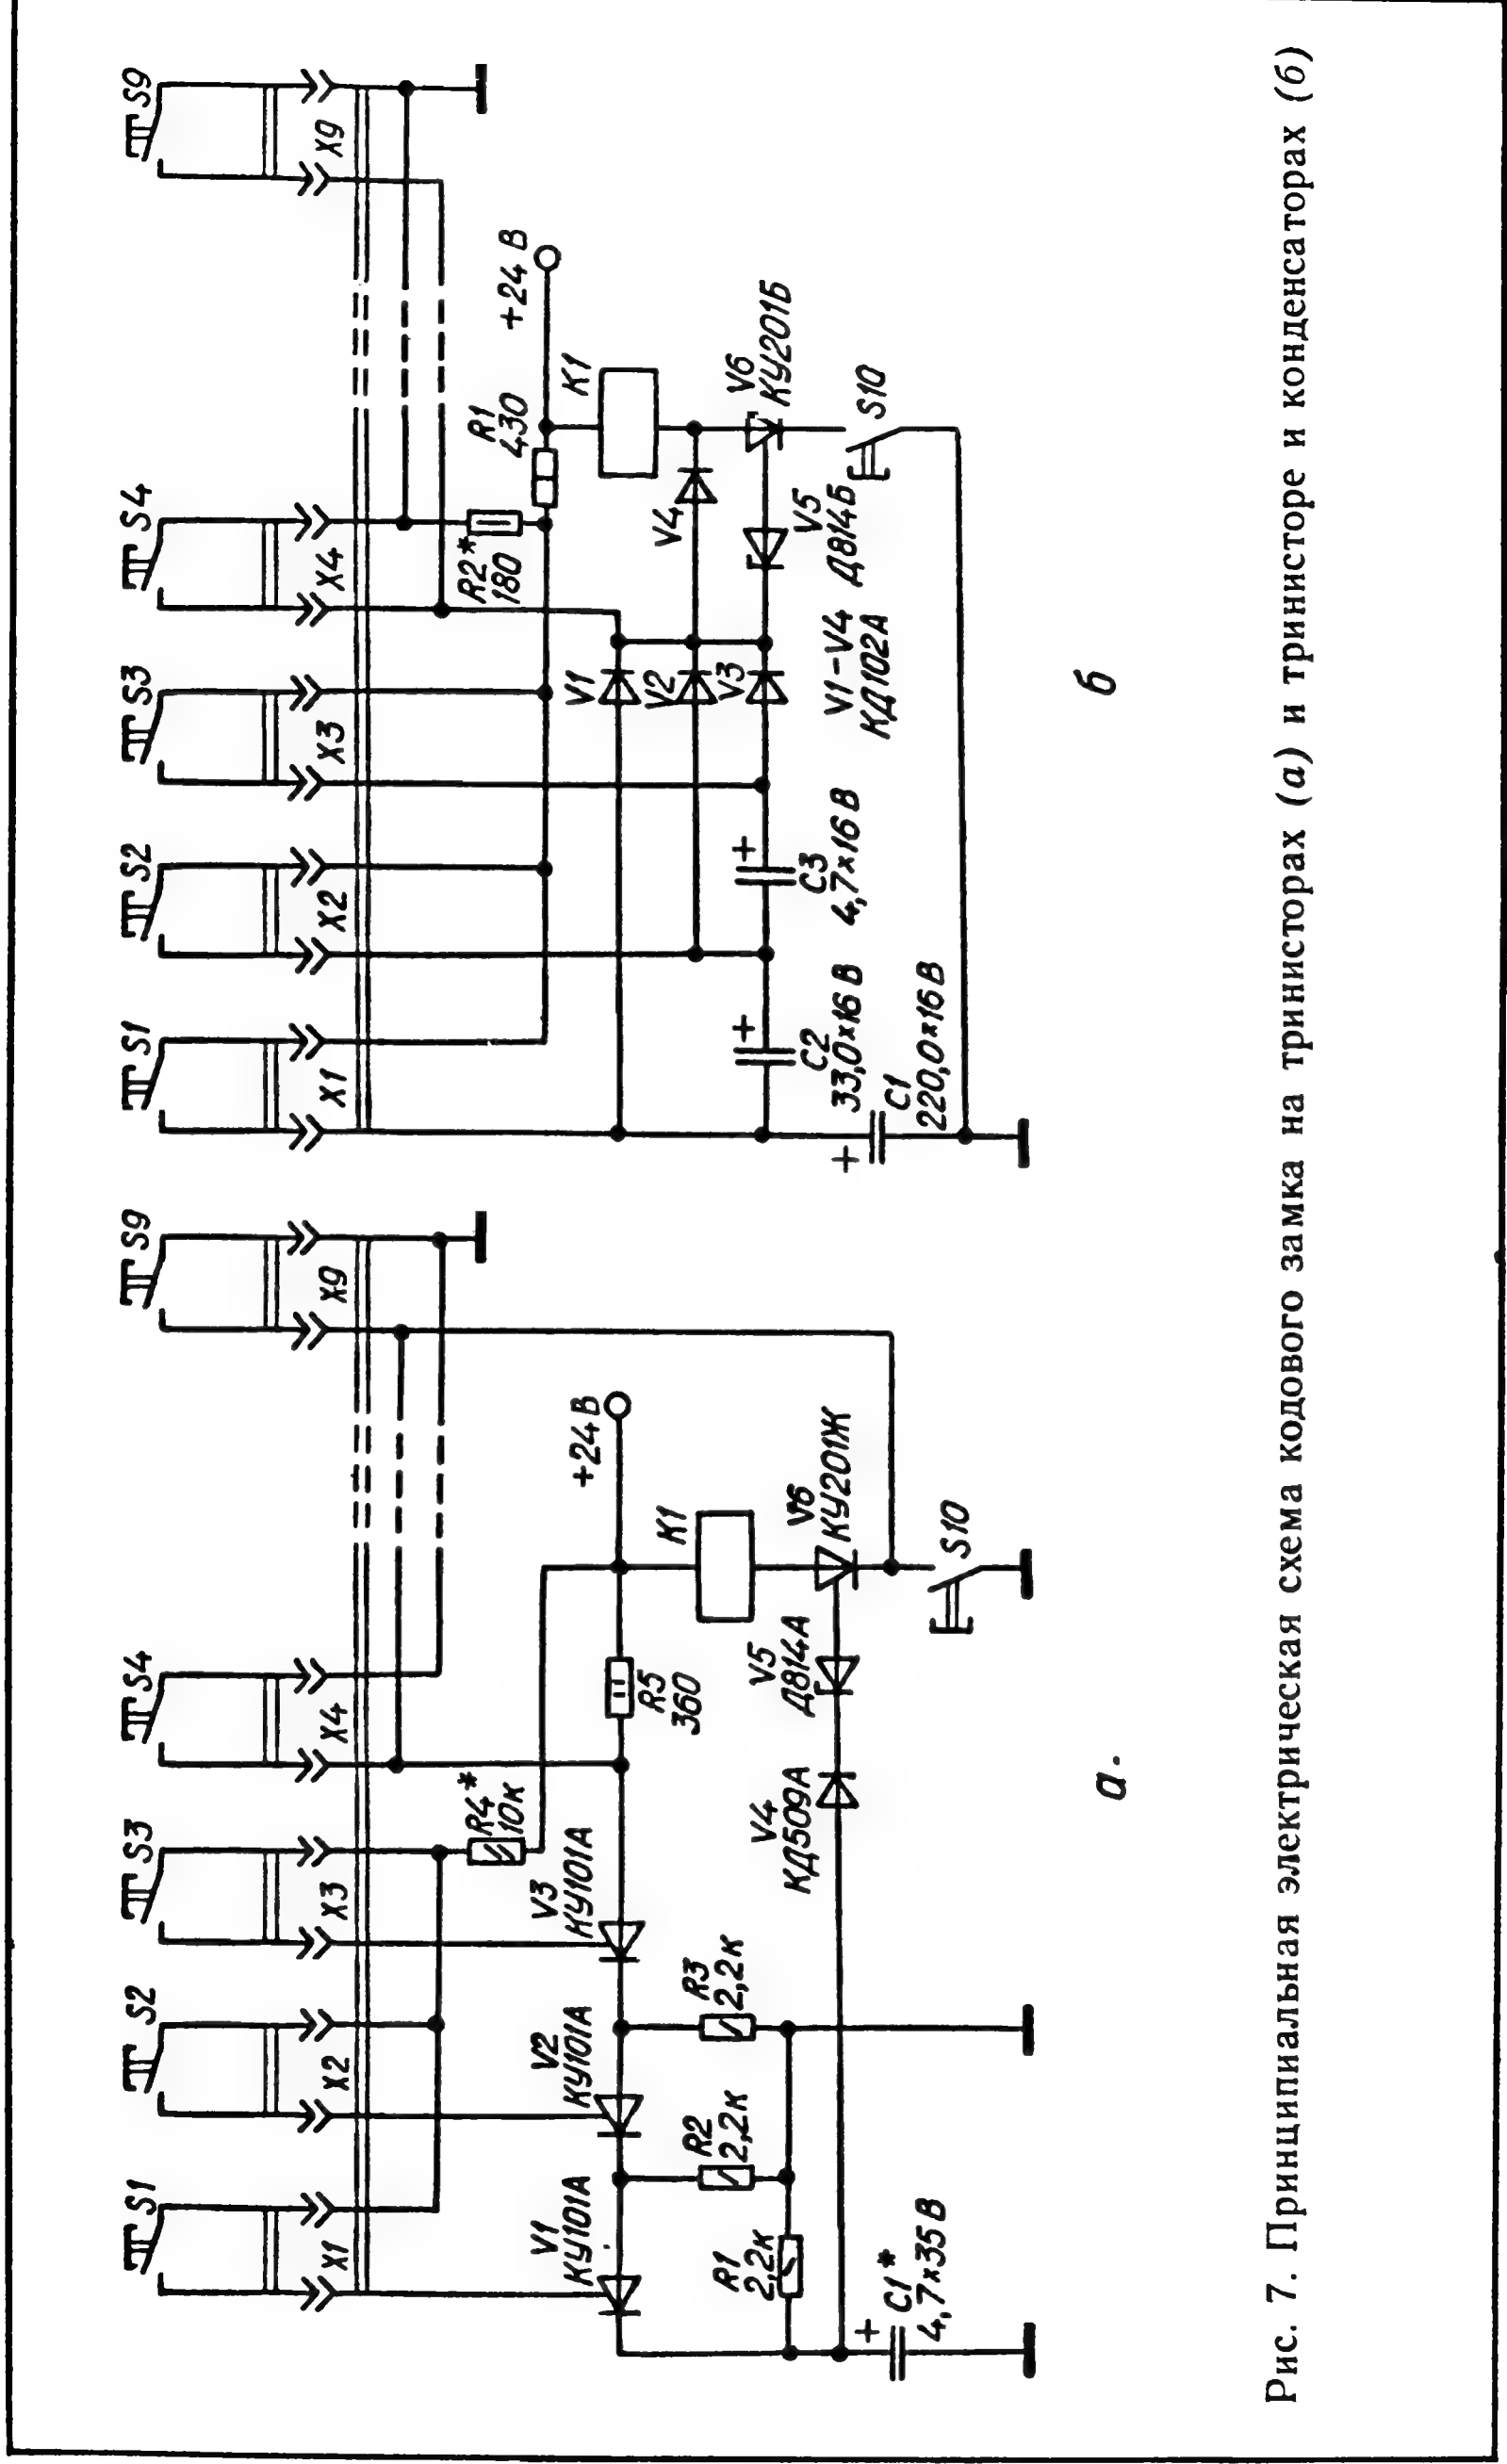 S1
S2
S3
S4
S9
X1
X2
X3
X4
X9
R4*
10к
+24 В
V1
КУ101А
V2
КУ101А
V3
КУ101А
R5
360
К1
R1
2,2к
R2
2,2к
R3
2,2к
V4
КД509А
V5
Д814А
V6
КУ201Ж
C1*
+
4,7×35 В
S10
а.
S1
S2
S3
S4
S9
X1
X2
X3
X4
X9
R2*
180
R1
430
+24 В
V1
V2
V3
V4
К1
V6
КУ201Б
V5
Д814Б
S10
+
C2
33,0×16 В
+
C3
4,7×16 В
V1-V4
КД102А
+
C1
220,0×16 В
б
Рис. 7. Принципиальная электрическая схема кодового замка на тринисторах (а) и тринисторе и конденсаторах (б)